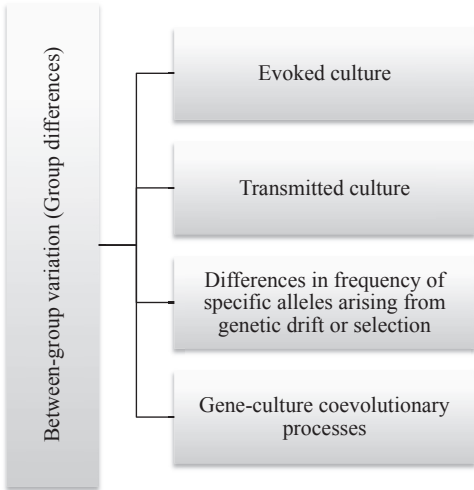 Between-group variation (Group differences)
Evoked culture
Transmitted culture
Differences in frequency of
specific alleles arising from
genetic drift or selection
Gene-culture coevolutionary
processes